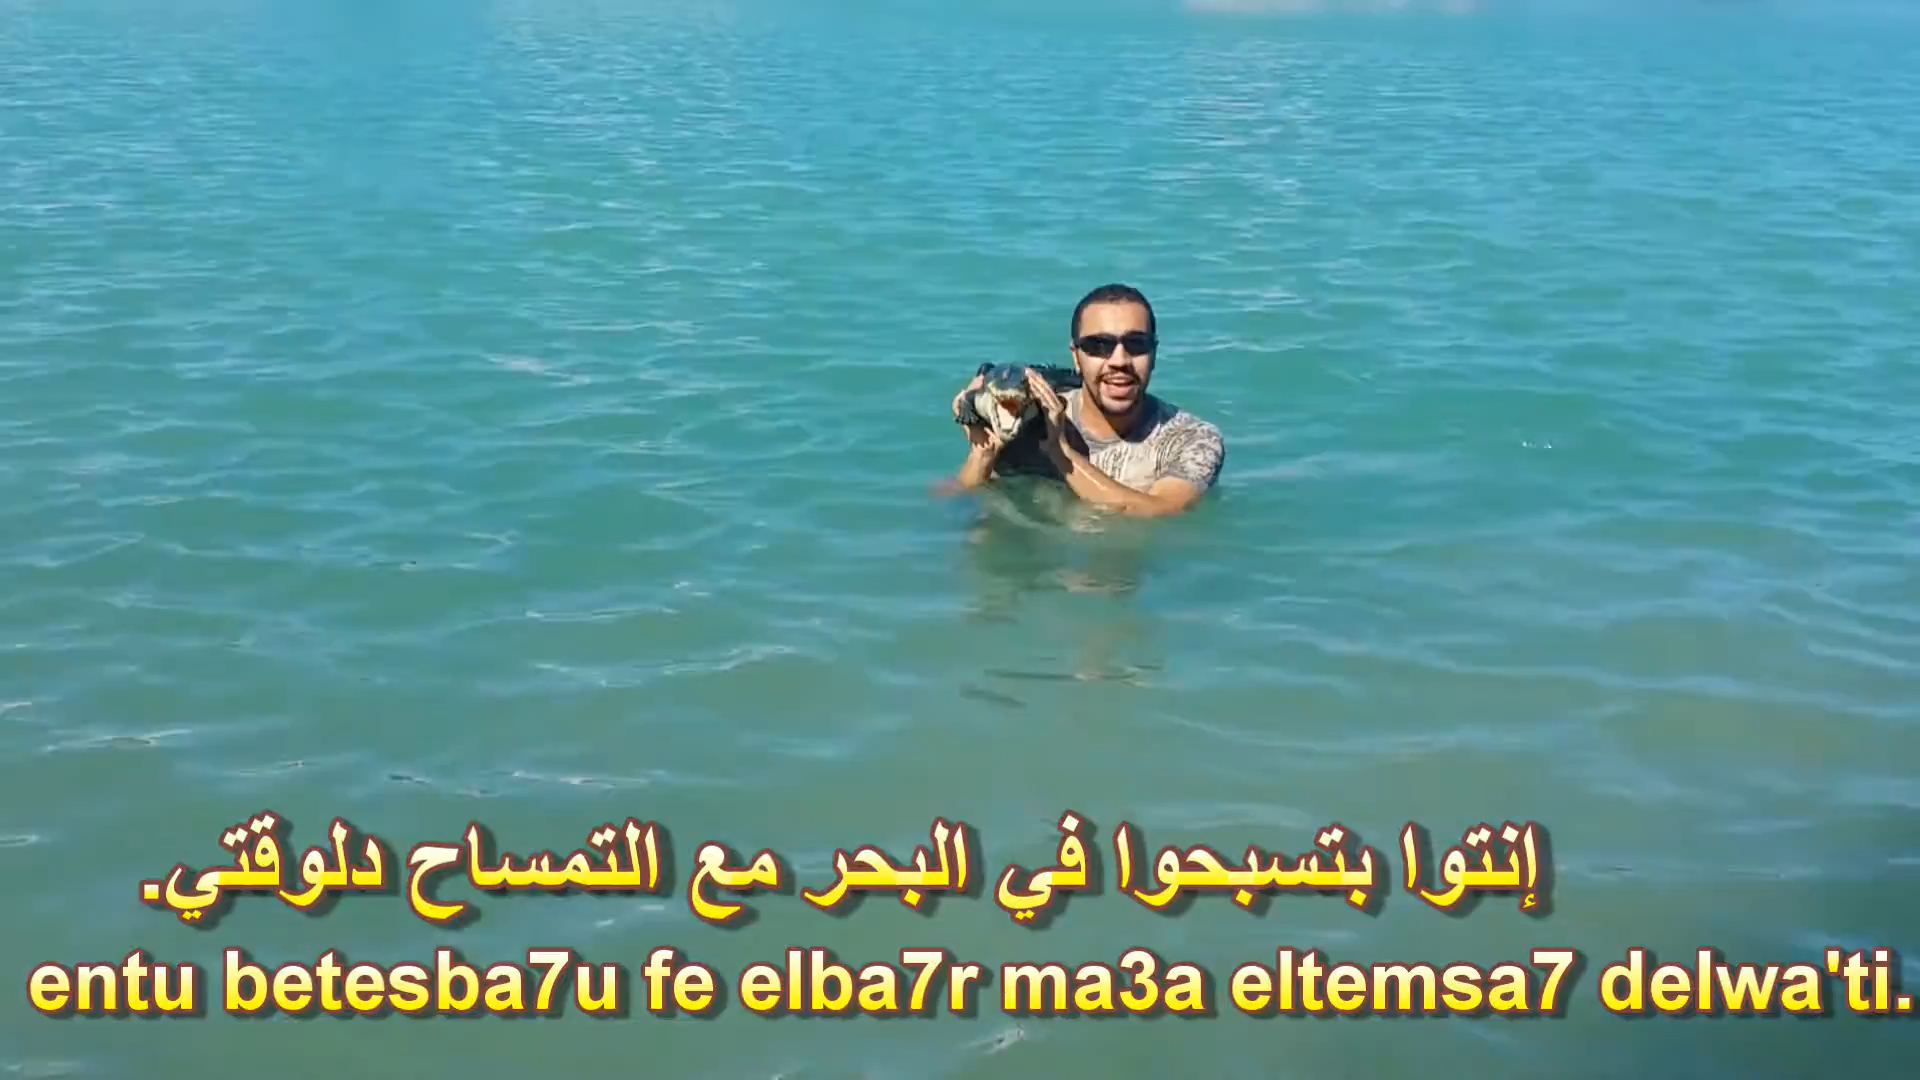 إنتوا بتسبحوا في البحر مع التمساح دلوقتي.
entu betesba7u fe elba7r ma3a eltemsa7 delwa'ti.